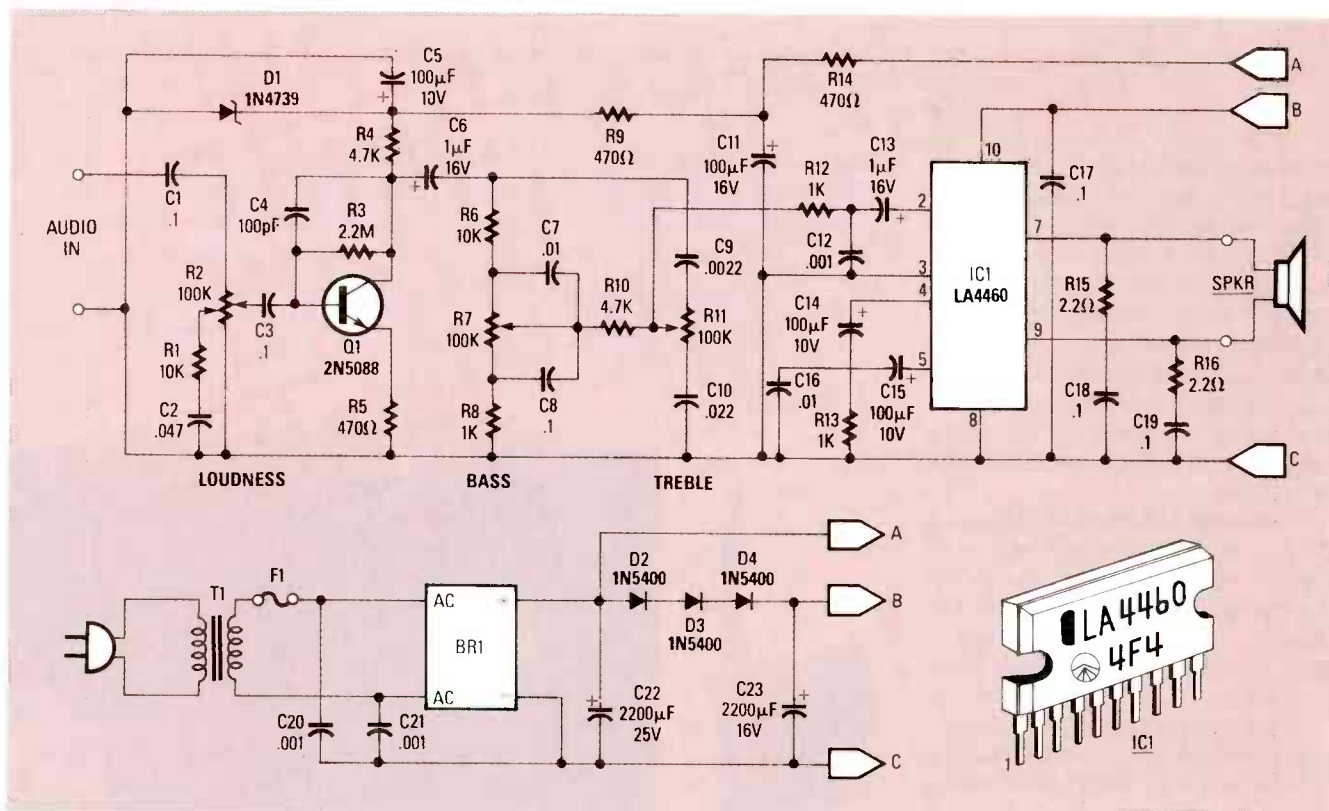 C5
100µF
10V
D1
1N4739
R4
4.7K
C6
1µF
16V
R9
470Ω
R14
470Ω
A
B
C11
100µF
16V
R12
1K
C13
1µF
16V
10
C17
.1
C1
.1
AUDIO
IN
C4
100pF
R3
2.2M
R6
10K
C7
.01
C9
.0022
C12
.001
2
3
4
5
7
9
8
IC1
LA4460
R15
2.2Ω
SPKR
R2
100K
C3
.1
Q1
2N5088
R7
100K
R10
4.7K
R11
100K
C14
100µF
10V
R1
10K
C2
.047
R5
470Ω
R8
1K
C8
.1
C10
.022
C16
.01
R13
1K
C15
100µF
10V
C18
.1
R16
2.2Ω
C19
.1
C
LOUDNESS
BASS
TREBLE
T1
F1
AC
AC
BR1
D2
1N5400
D3
1N5400
D4
1N5400
A
B
C
C20
.001
C21
.001
C22
2200µF
25V
C23
2200µF
16V
LA4460
4F4
1
IC1